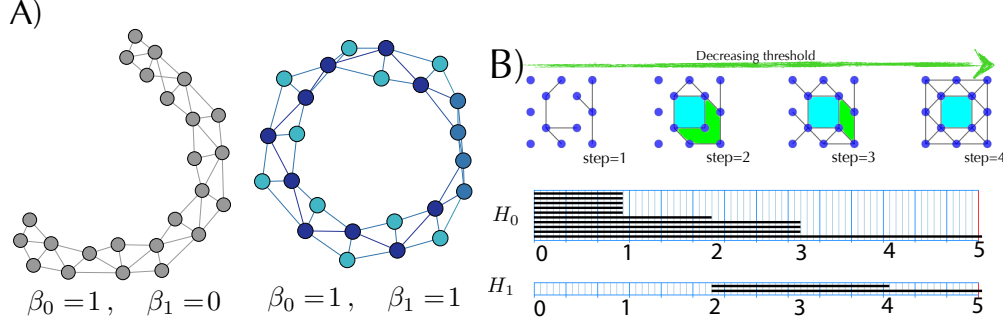 A)
β₀ = 1 ,   β₁ = 0
β₀ = 1 ,   β₁ = 1
B)
Decreasing threshold
step=1
step=2
step=3
step=4
H₀
0 1 2 3 4 5
H₁
0 1 2 3 4 5